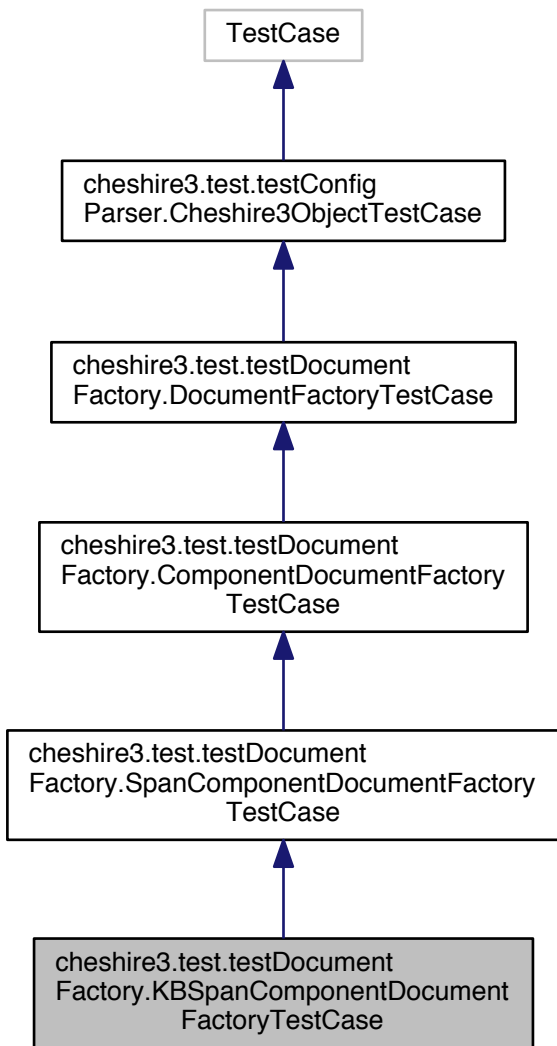 TestCase
cheshire3.test.testConfig
Parser.Cheshire3ObjectTestCase
cheshire3.test.testDocument
Factory.DocumentFactoryTestCase
cheshire3.test.testDocument
Factory.ComponentDocumentFactory
TestCase
cheshire3.test.testDocument
Factory.SpanComponentDocumentFactory
TestCase
cheshire3.test.testDocument
Factory.KBSpanComponentDocument
FactoryTestCase